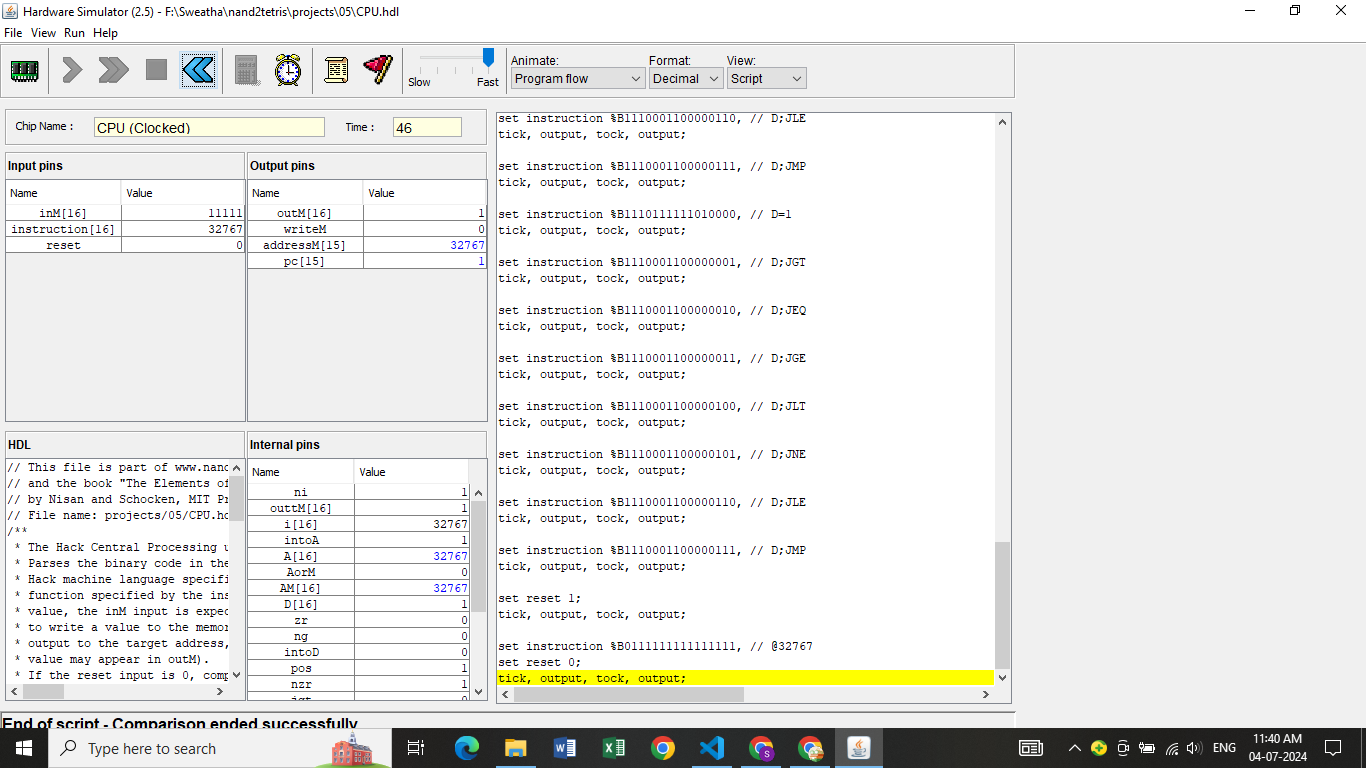 Hardware Simulator (2.5) - F:\Sweatha\nand2tetris\projects\05\CPU.hdl
File View Run Help
Slow Fast
Animate: Format: View:
Program flow Decimal Script
Chip Name : CPU (Clocked) Time : 46
Input pins
Name Value
inM[16] 11111
instruction[16] 32767
reset 0
Output pins
Name Value
outM[16] 1
writeM 0
addressM[15] 32767
pc[15] 1
HDL
// This file is part of www.nand
// and the book "The Elements of
// by Nisan and Schocken, MIT Pr
// File name: projects/05/CPU.hd
/**
* The Hack Central Processing u
* Parses the binary code in the
* Hack machine language specifi
* function specified by the ins
* value, the inM input is expec
* to write a value to the memor
* output to the target address,
* value may appear in outM).
* If the reset input is 0, comp
Internal pins
Name Value
ni 1
outtM[16] 1
i[16] 32767
intoA 1
A[16] 32767
AorM 0
AM[16] 32767
D[16] 1
zr 0
ng 0
intoD 0
pos 1
nzr 1
jgt 0
set instruction %B1110001100000110, // D;JLE
tick, output, tock, output;
set instruction %B1110001100000111, // D;JMP
tick, output, tock, output;
set instruction %B1110111111010000, // D=1
tick, output, tock, output;
set instruction %B1110001100000001, // D;JGT
tick, output, tock, output;
set instruction %B1110001100000010, // D;JEQ
tick, output, tock, output;
set instruction %B1110001100000011, // D;JGE
tick, output, tock, output;
set instruction %B1110001100000100, // D;JLT
tick, output, tock, output;
set instruction %B1110001100000101, // D;JNE
tick, output, tock, output;
set instruction %B1110001100000110, // D;JLE
tick, output, tock, output;
set instruction %B1110001100000111, // D;JMP
tick, output, tock, output;
set reset 1;
tick, output, tock, output;
set instruction %B0111111111111111, // @32767
set reset 0;
tick, output, tock, output;
End of script - Comparison ended successfully
Type here to search
ENG
11:40 AM
04-07-2024